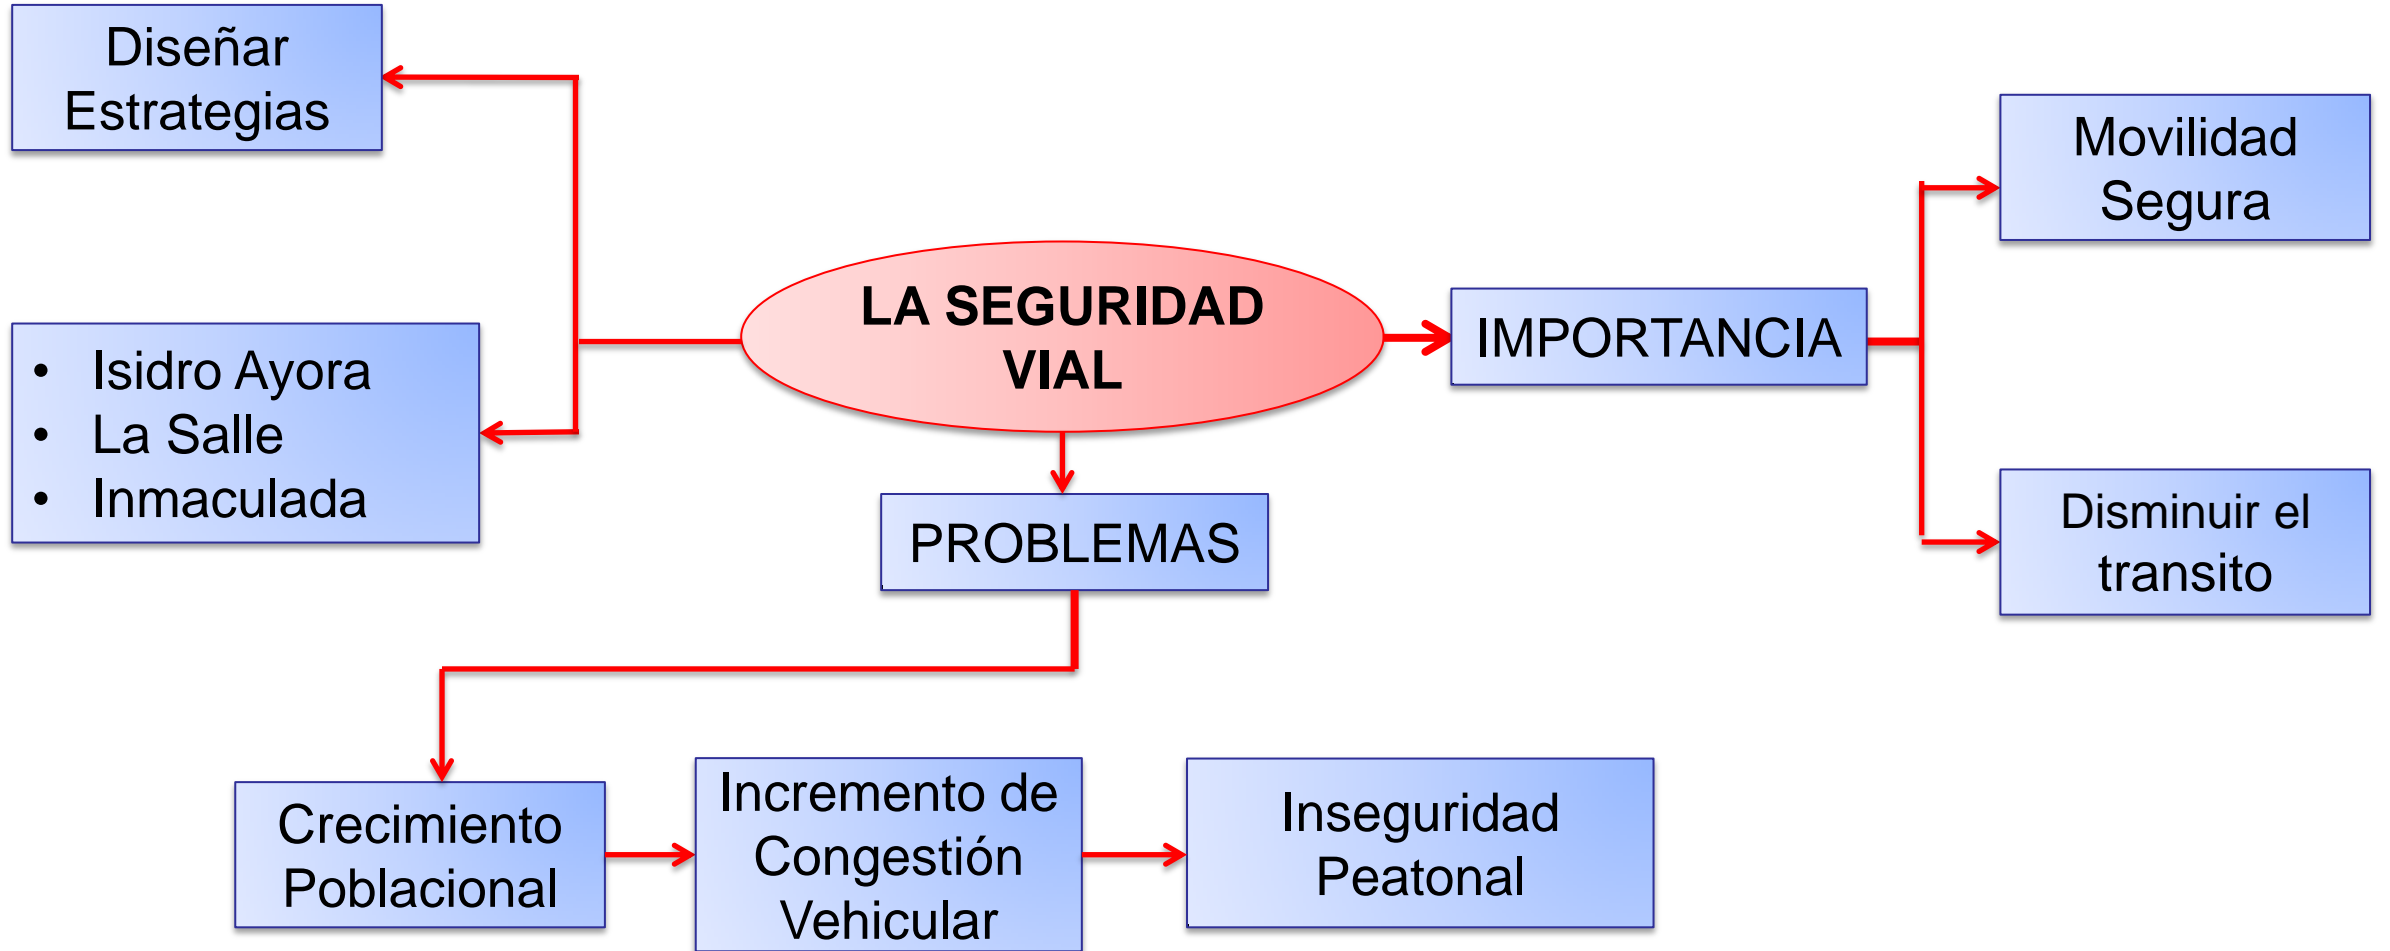 Diseñar
Estrategias
• Isidro Ayora
• La Salle
• Inmaculada
LA SEGURIDAD
VIAL
IMPORTANCIA
Movilidad
Segura
Disminuir el
transito
PROBLEMAS
Crecimiento
Poblacional
Incremento de
Congestión
Vehicular
Inseguridad
Peatonal